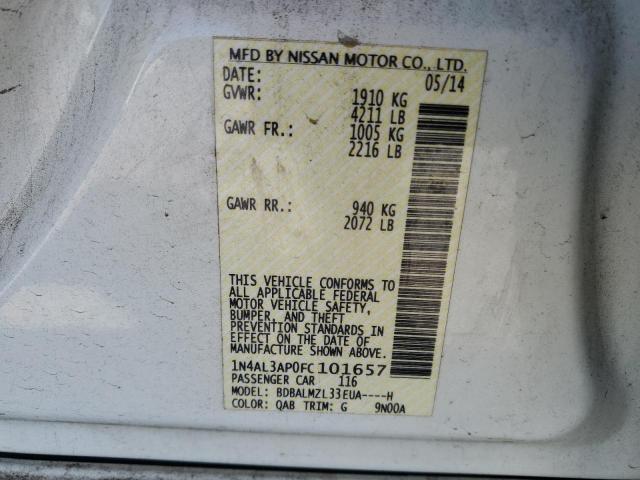 MFD BY NISSAN MOTOR CO., LTD.
DATE: 05/14
GVWR: 1910 KG
4211 LB
GAWR FR.: 1005 KG
2216 LB
GAWR RR.: 940 KG
2072 LB
THIS VEHICLE CONFORMS TO
ALL APPLICABLE FEDERAL
MOTOR VEHICLE SAFETY,
BUMPER, AND THEFT
PREVENTION STANDARDS IN
EFFECT ON THE DATE OF
MANUFACTURE SHOWN ABOVE.
1N4AL3AP0FC101657
PASSENGER CAR 116
MODEL: BDBALMZL33EUA----H
COLOR: QAB TRIM: G 9N00A